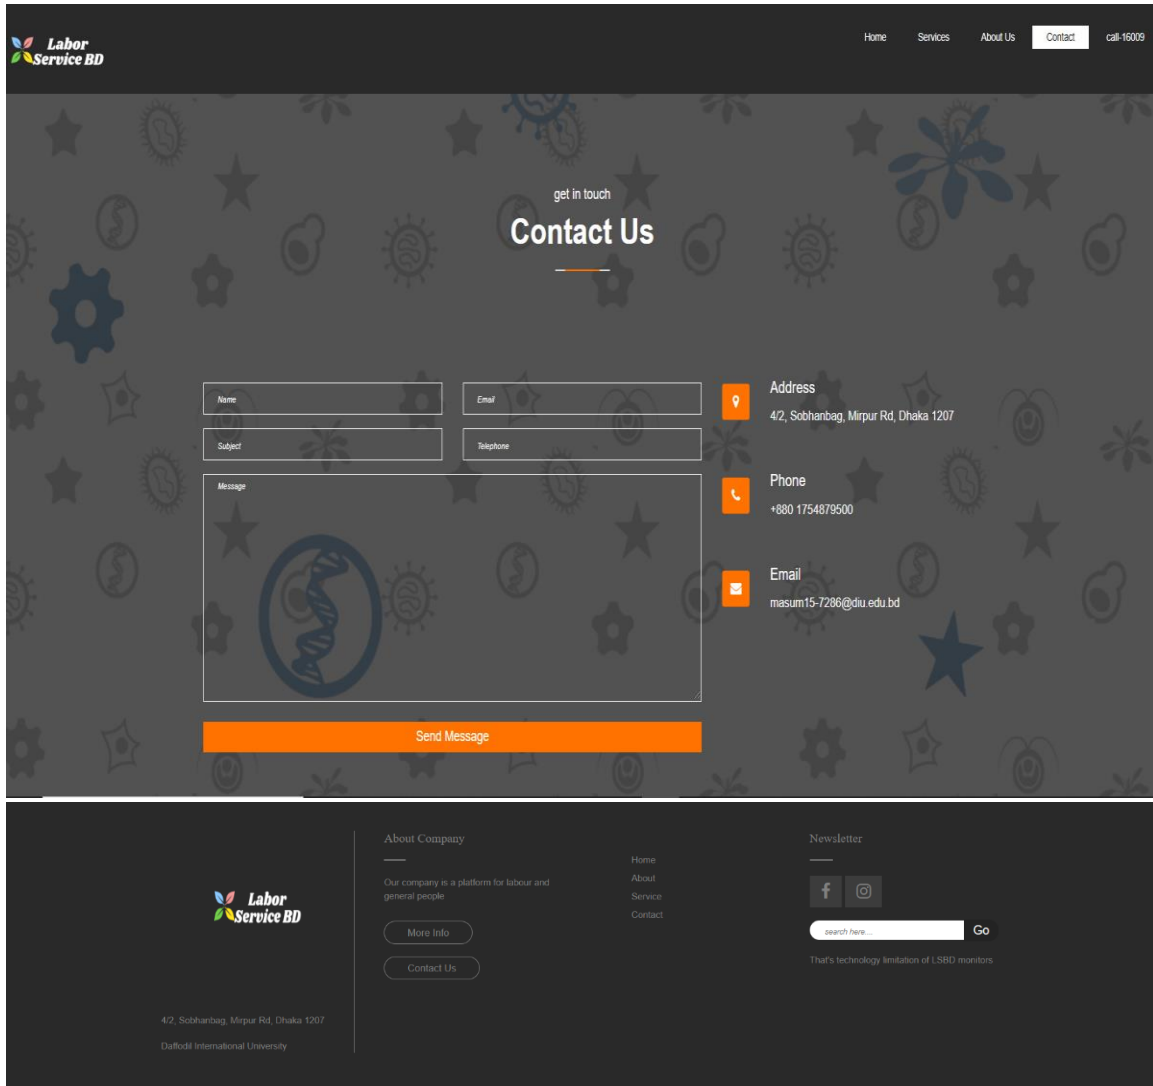 Labor
Service BD
Home
Services
About Us
Contact
call-16009
get in touch
Contact Us
Name
Email
Subject
Telephone
Message
Send Message
Address
4/2, Sobhanbag, Mirpur Rd, Dhaka 1207
Phone
+880 1754879500
Email
masum15-7286@diu.edu.bd
Labor
Service BD
4/2, Sobhanbag, Mirpur Rd, Dhaka 1207
Daffodil International University
About Company
Our company is a platform for labour and
general people
More Info
Contact Us
Home
About
Service
Contact
Newsletter
search here....
Go
That's technology limitation of LSBD monitors